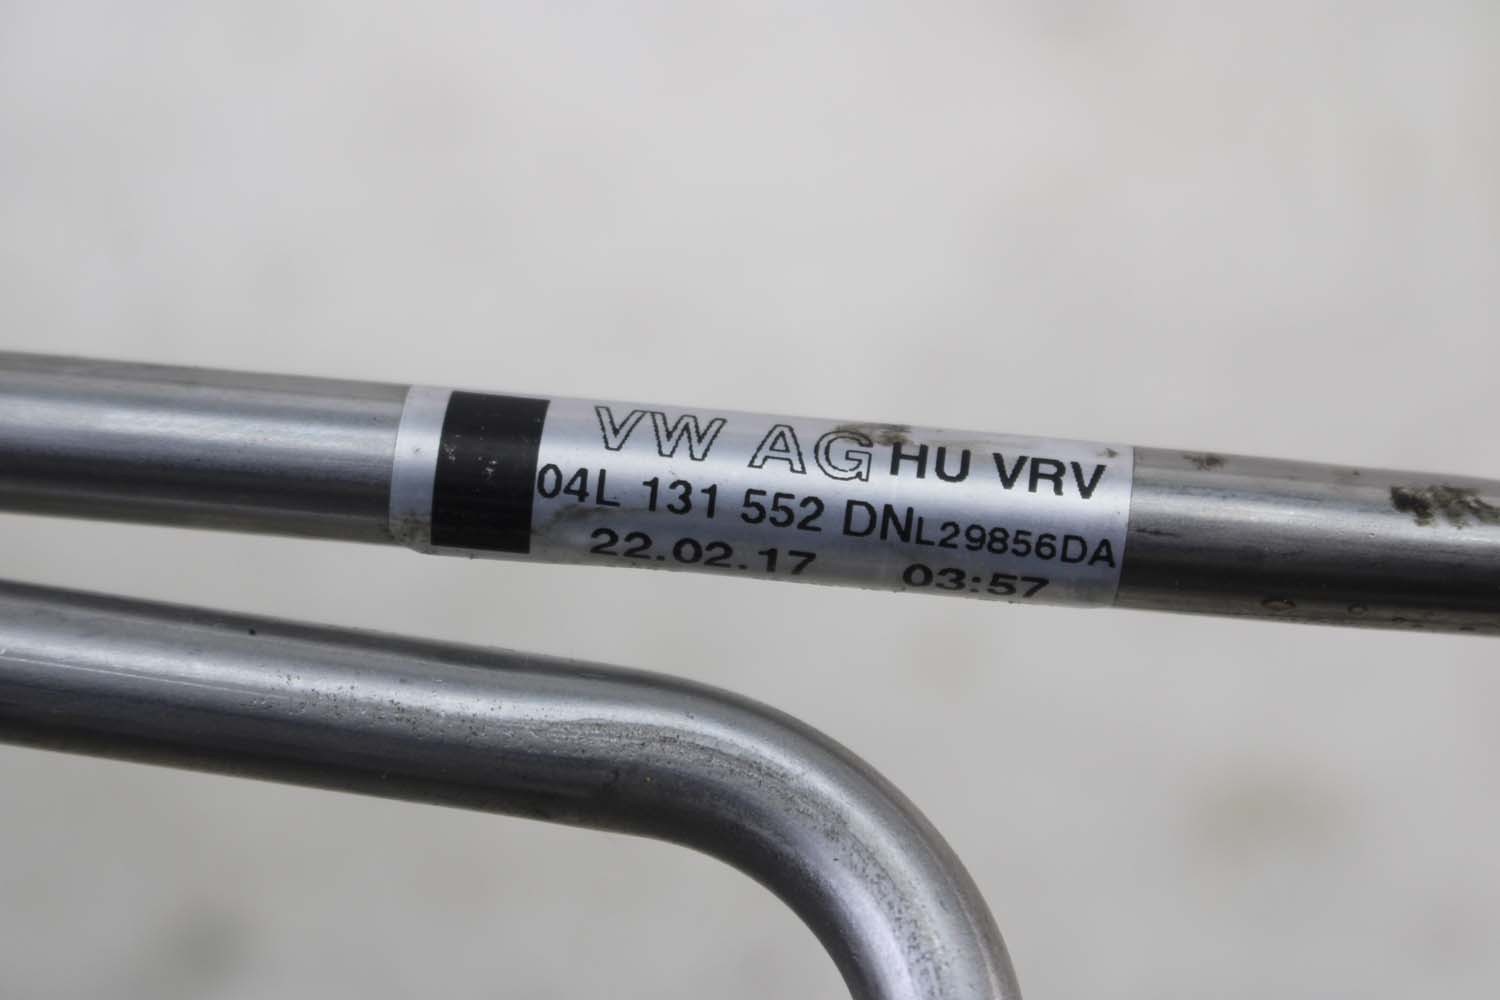 VW AG HU VRV
04L 131 552 DNL29856DA
22.02.17 03:57